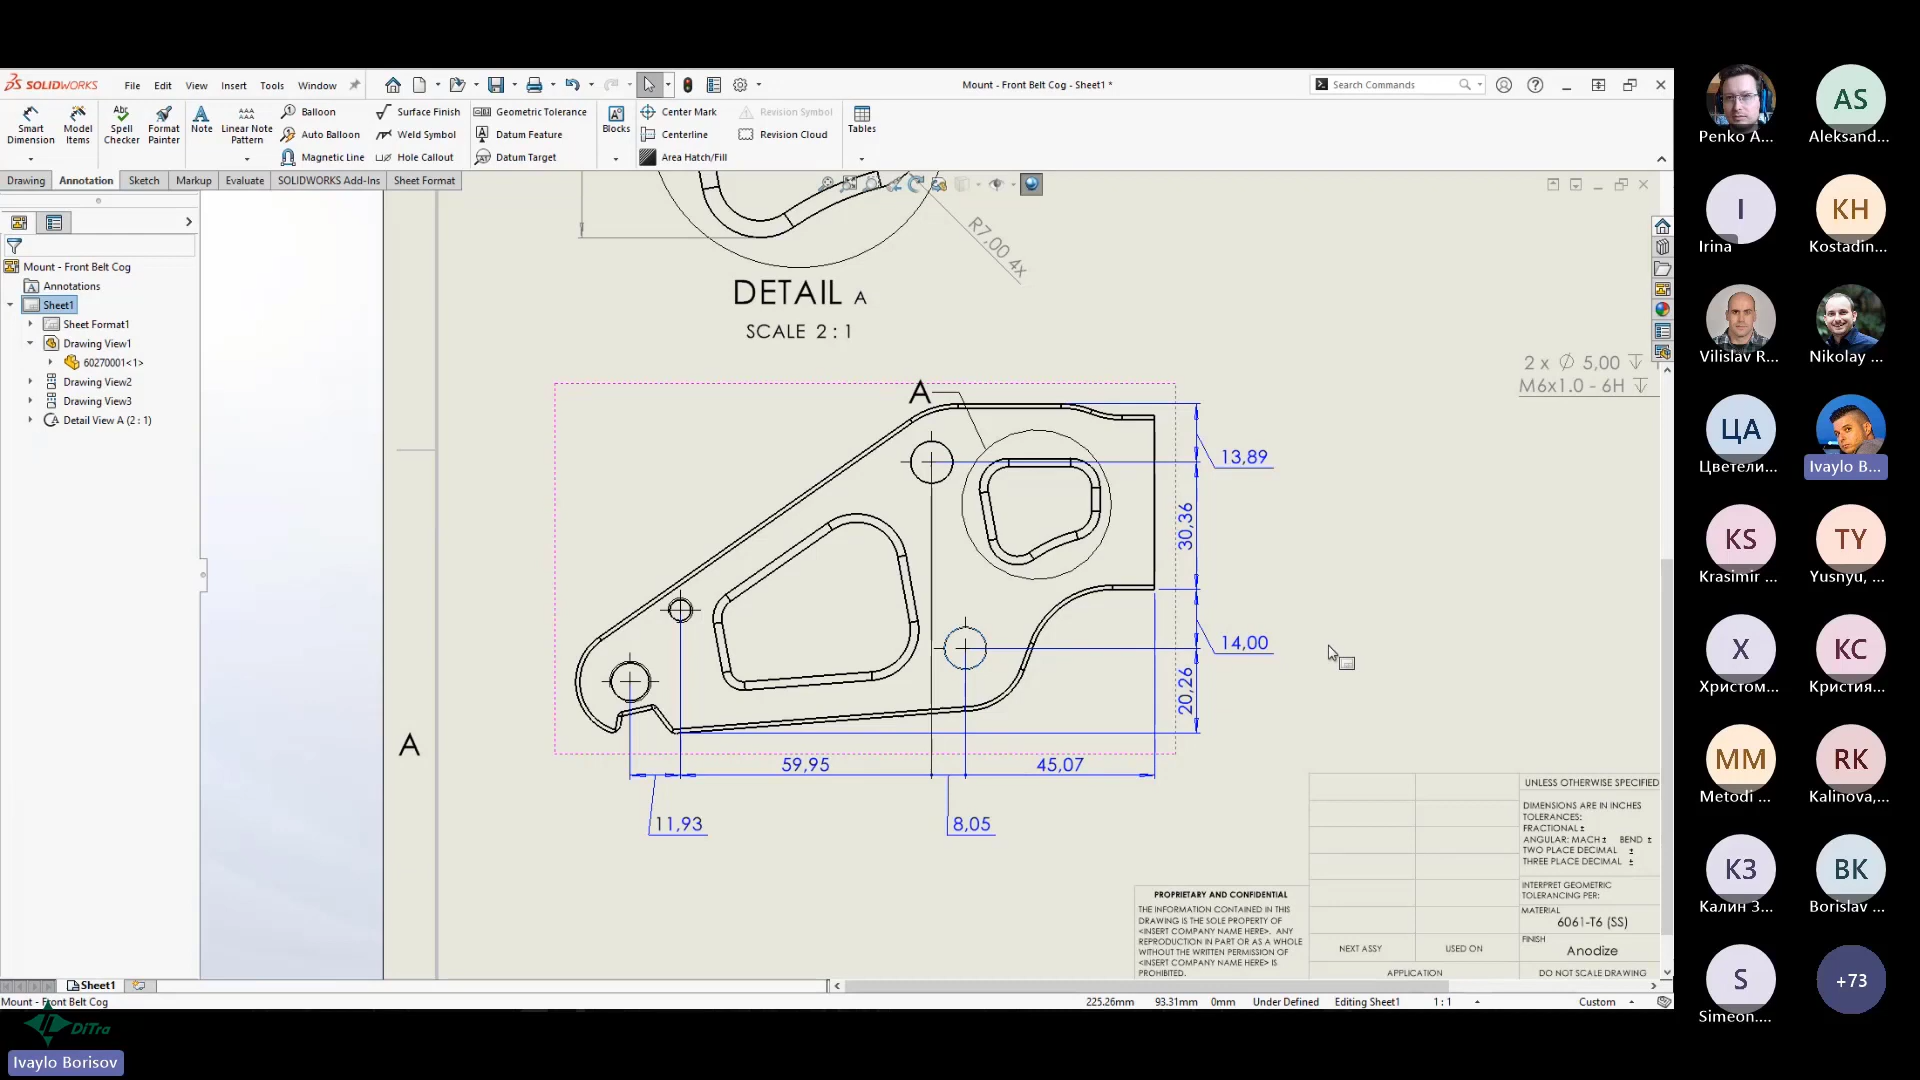 SOLIDWORKS File Edit View Insert Tools Window
Mount - Front Belt Cog - Sheet1 *
Search Commands
Smart Dimension
Model Items
Spell Checker
Format Painter
Note
Linear Note Pattern
Balloon
Auto Balloon
Magnetic Line
Surface Finish
Weld Symbol
Hole Callout
Geometric Tolerance
Datum Feature
Datum Target
Blocks
Center Mark
Centerline
Area Hatch/Fill
Revision Symbol
Revision Cloud
Tables
Drawing Annotation Sketch Markup Evaluate SOLIDWORKS Add-Ins Sheet Format
Mount - Front Belt Cog
Annotations
Sheet1
Sheet Format1
Drawing View1
60270001<1>
Drawing View2
Drawing View3
Detail View A (2 : 1)
R7,00 4X
DETAIL A
SCALE 2 : 1
2 x Ø 5,00
M6x1.0 - 6H
A
13,89
30,36
14,00
20,26
A
59,95
45,07
11,93
8,05
UNLESS OTHERWISE SPECIFIED
DIMENSIONS ARE IN INCHES
TOLERANCES:
FRACTIONAL ±
ANGULAR: MACH ± BEND ±
TWO PLACE DECIMAL ±
THREE PLACE DECIMAL ±
INTERPRET GEOMETRIC
TOLERANCING PER:
MATERIAL
6061-T6 (SS)
FINISH
Anodize
DO NOT SCALE DRAWING
NEXT ASSY
USED ON
APPLICATION
PROPRIETARY AND CONFIDENTIAL
THE INFORMATION CONTAINED IN THIS
DRAWING IS THE SOLE PROPERTY OF
<INSERT COMPANY NAME HERE>. ANY
REPRODUCTION IN PART OR AS A WHOLE
WITHOUT THE WRITTEN PERMISSION OF
<INSERT COMPANY NAME HERE> IS
PROHIBITED.
Sheet1
Mount - Front Belt Cog
225.26mm 93.31mm 0mm Under Defined Editing Sheet1 1 : 1 Custom
DiTra
Ivaylo Borisov
Penko A...
AS
Aleksand...
I
Irina
KH
Kostadin...
Vilislav R...
Nikolay ...
ЦА
Цветели...
Ivaylo B...
KS
Krasimir ...
TY
Yusnyu, ...
Х
Христом...
КС
Кристия...
MM
Metodi ...
RK
Kalinova,...
КЗ
Калин З...
BK
Borislav ...
S
Simeon....
+73